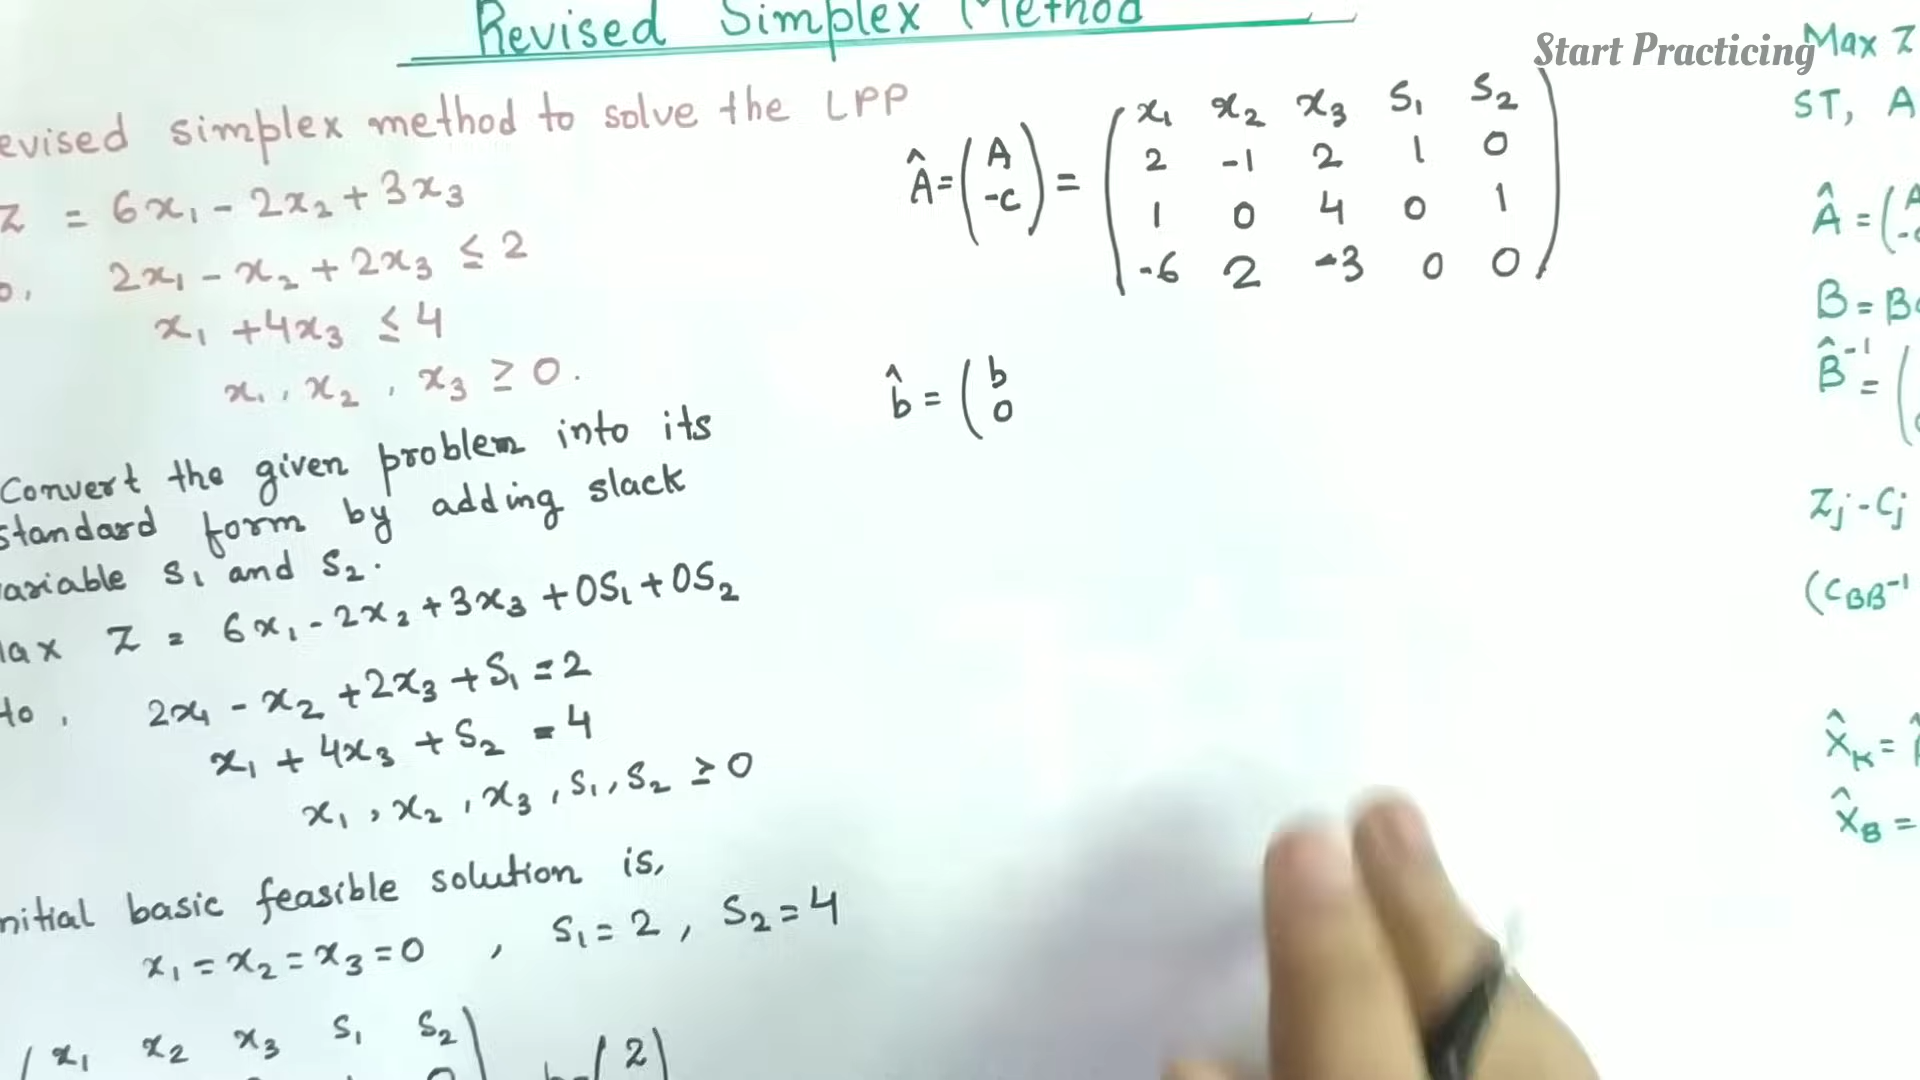 Revised Simplex Method
Start Practicing
evised simplex method to solve the LPP
Z = 6x₁ - 2x₂ + 3x₃
2x₁ - x₂ + 2x₃ ≤ 2
x₁ + 4x₃ ≤ 4
x₁, x₂, x₃ ≥ 0.
Convert the given problem into its
standard form by adding slack
ariable S₁ and S₂.
ax Z = 6x₁ - 2x₂ + 3x₃ + 0S₁ + 0S₂
to, 2x₁ - x₂ + 2x₃ + S₁ = 2
x₁ + 4x₃ + S₂ = 4
x₁, x₂, x₃, S₁, S₂ ≥ 0
nitial basic feasible solution is,
x₁ = x₂ = x₃ = 0 , S₁ = 2, S₂ = 4
x₁ x₂ x₃ S₁ S₂
2
x₁ x₂ x₃ S₁ S₂
Â = (A -C) = 2 -1 2 1 0
1 0 4 0 1
-6 2 -3 0 0
b̂ = (b 0
Max Z
ST, A
Â = (A
B = B
B̂⁻¹ = (
Zj - Cj
(C_BB⁻¹
X̂_K =
X̂_B =